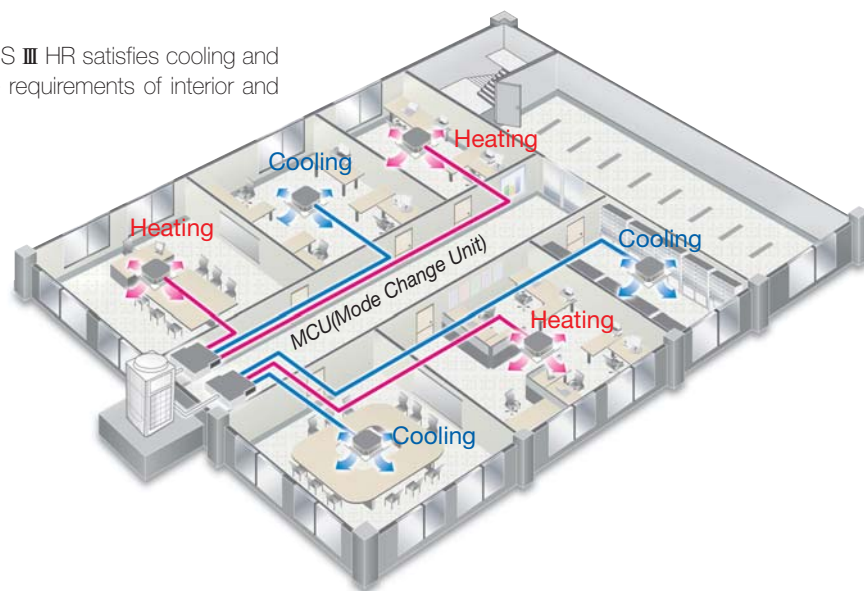 S III HR satisfies cooling and
requirements of interior and
Heating
Cooling
Heating
Cooling
MCU(Mode Change Unit)
Heating
Cooling